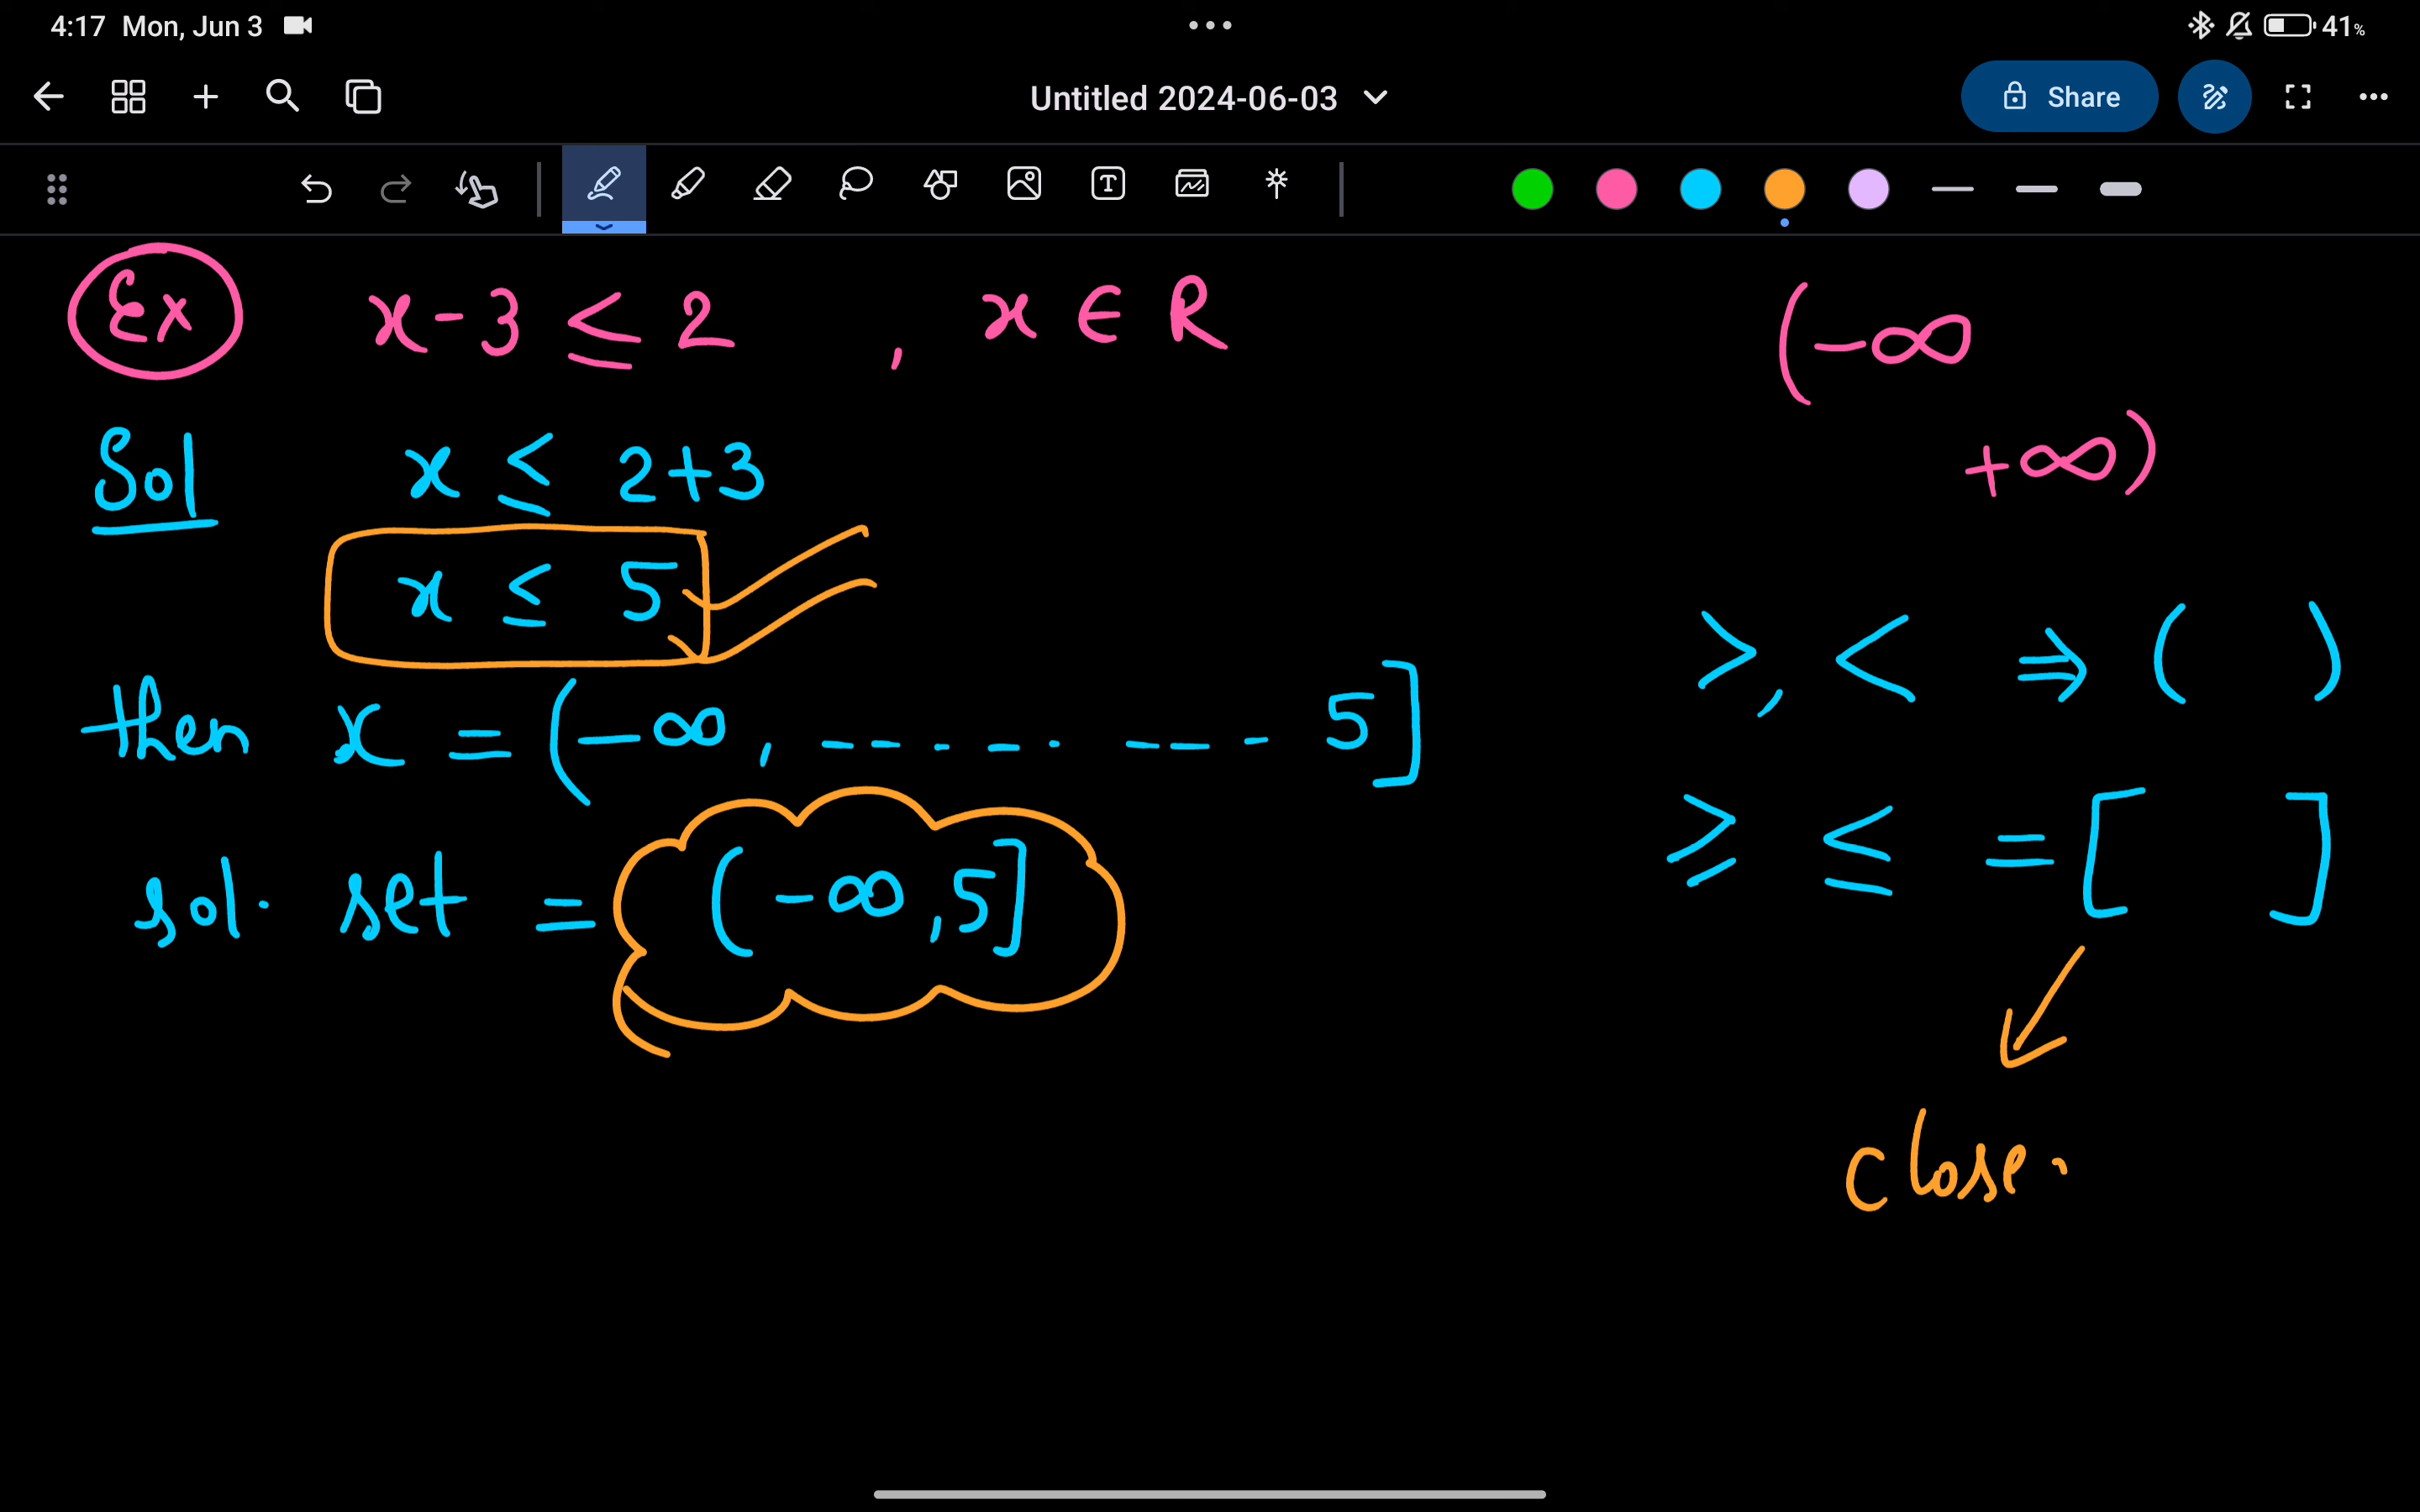 4:17 Mon, Jun 3
41%
Untitled 2024-06-03
Share
Ex x-3 ≤ 2 , x ∈ R
(-∞
+∞)
Sol x ≤ 2+3
x ≤ 5
>, < ⇒ ( )
then x = (-∞, --------- 5]
≥ ≤ = [ ]
sol. set = (-∞,5]
close.